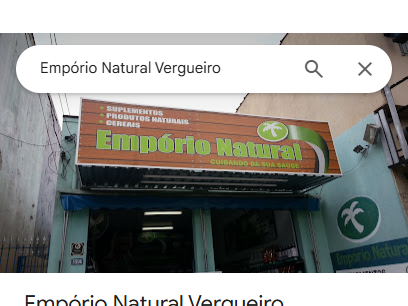 Empório Natural Vergueiro
• SUPLEMENTOS
• PRODUTOS NATURAIS
• CEREAIS
Empório Natural
CUIDANDO DA SUA SAÚDE
Empório Natural
Empório Natural Vergueiro